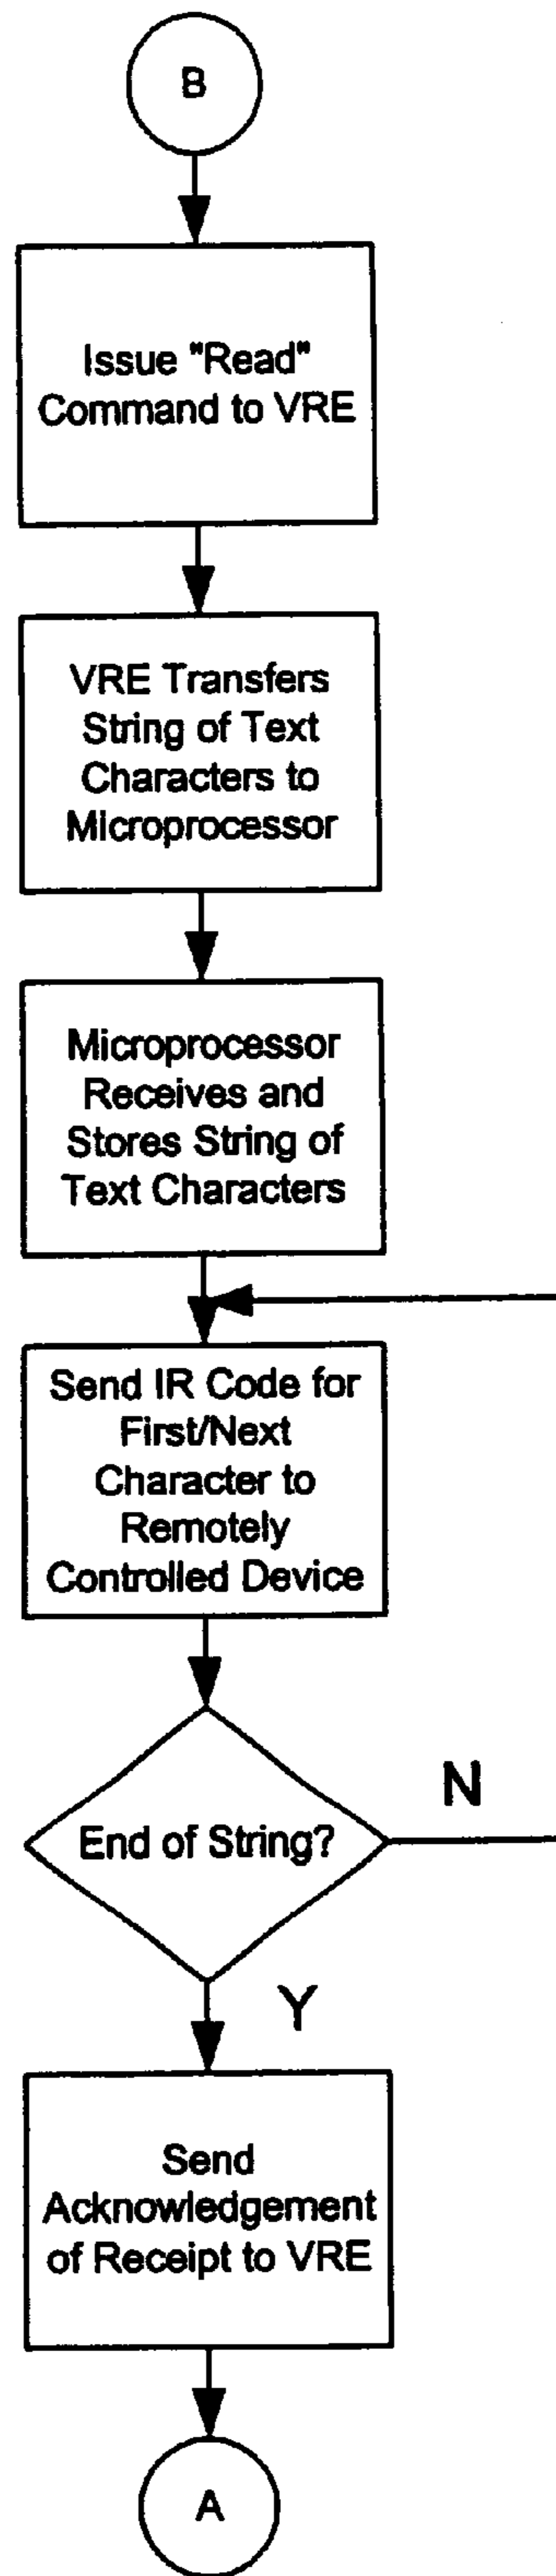 B
Issue "Read"
Command to VRE
VRE Transfers
String of Text
Characters to
Microprocessor
Microprocessor
Receives and
Stores String of
Text Characters
Send IR Code for
First/Next
Character to
Remotely
Controlled Device
End of String?
N
Y
Send
Acknowledgement
of Receipt to VRE
A